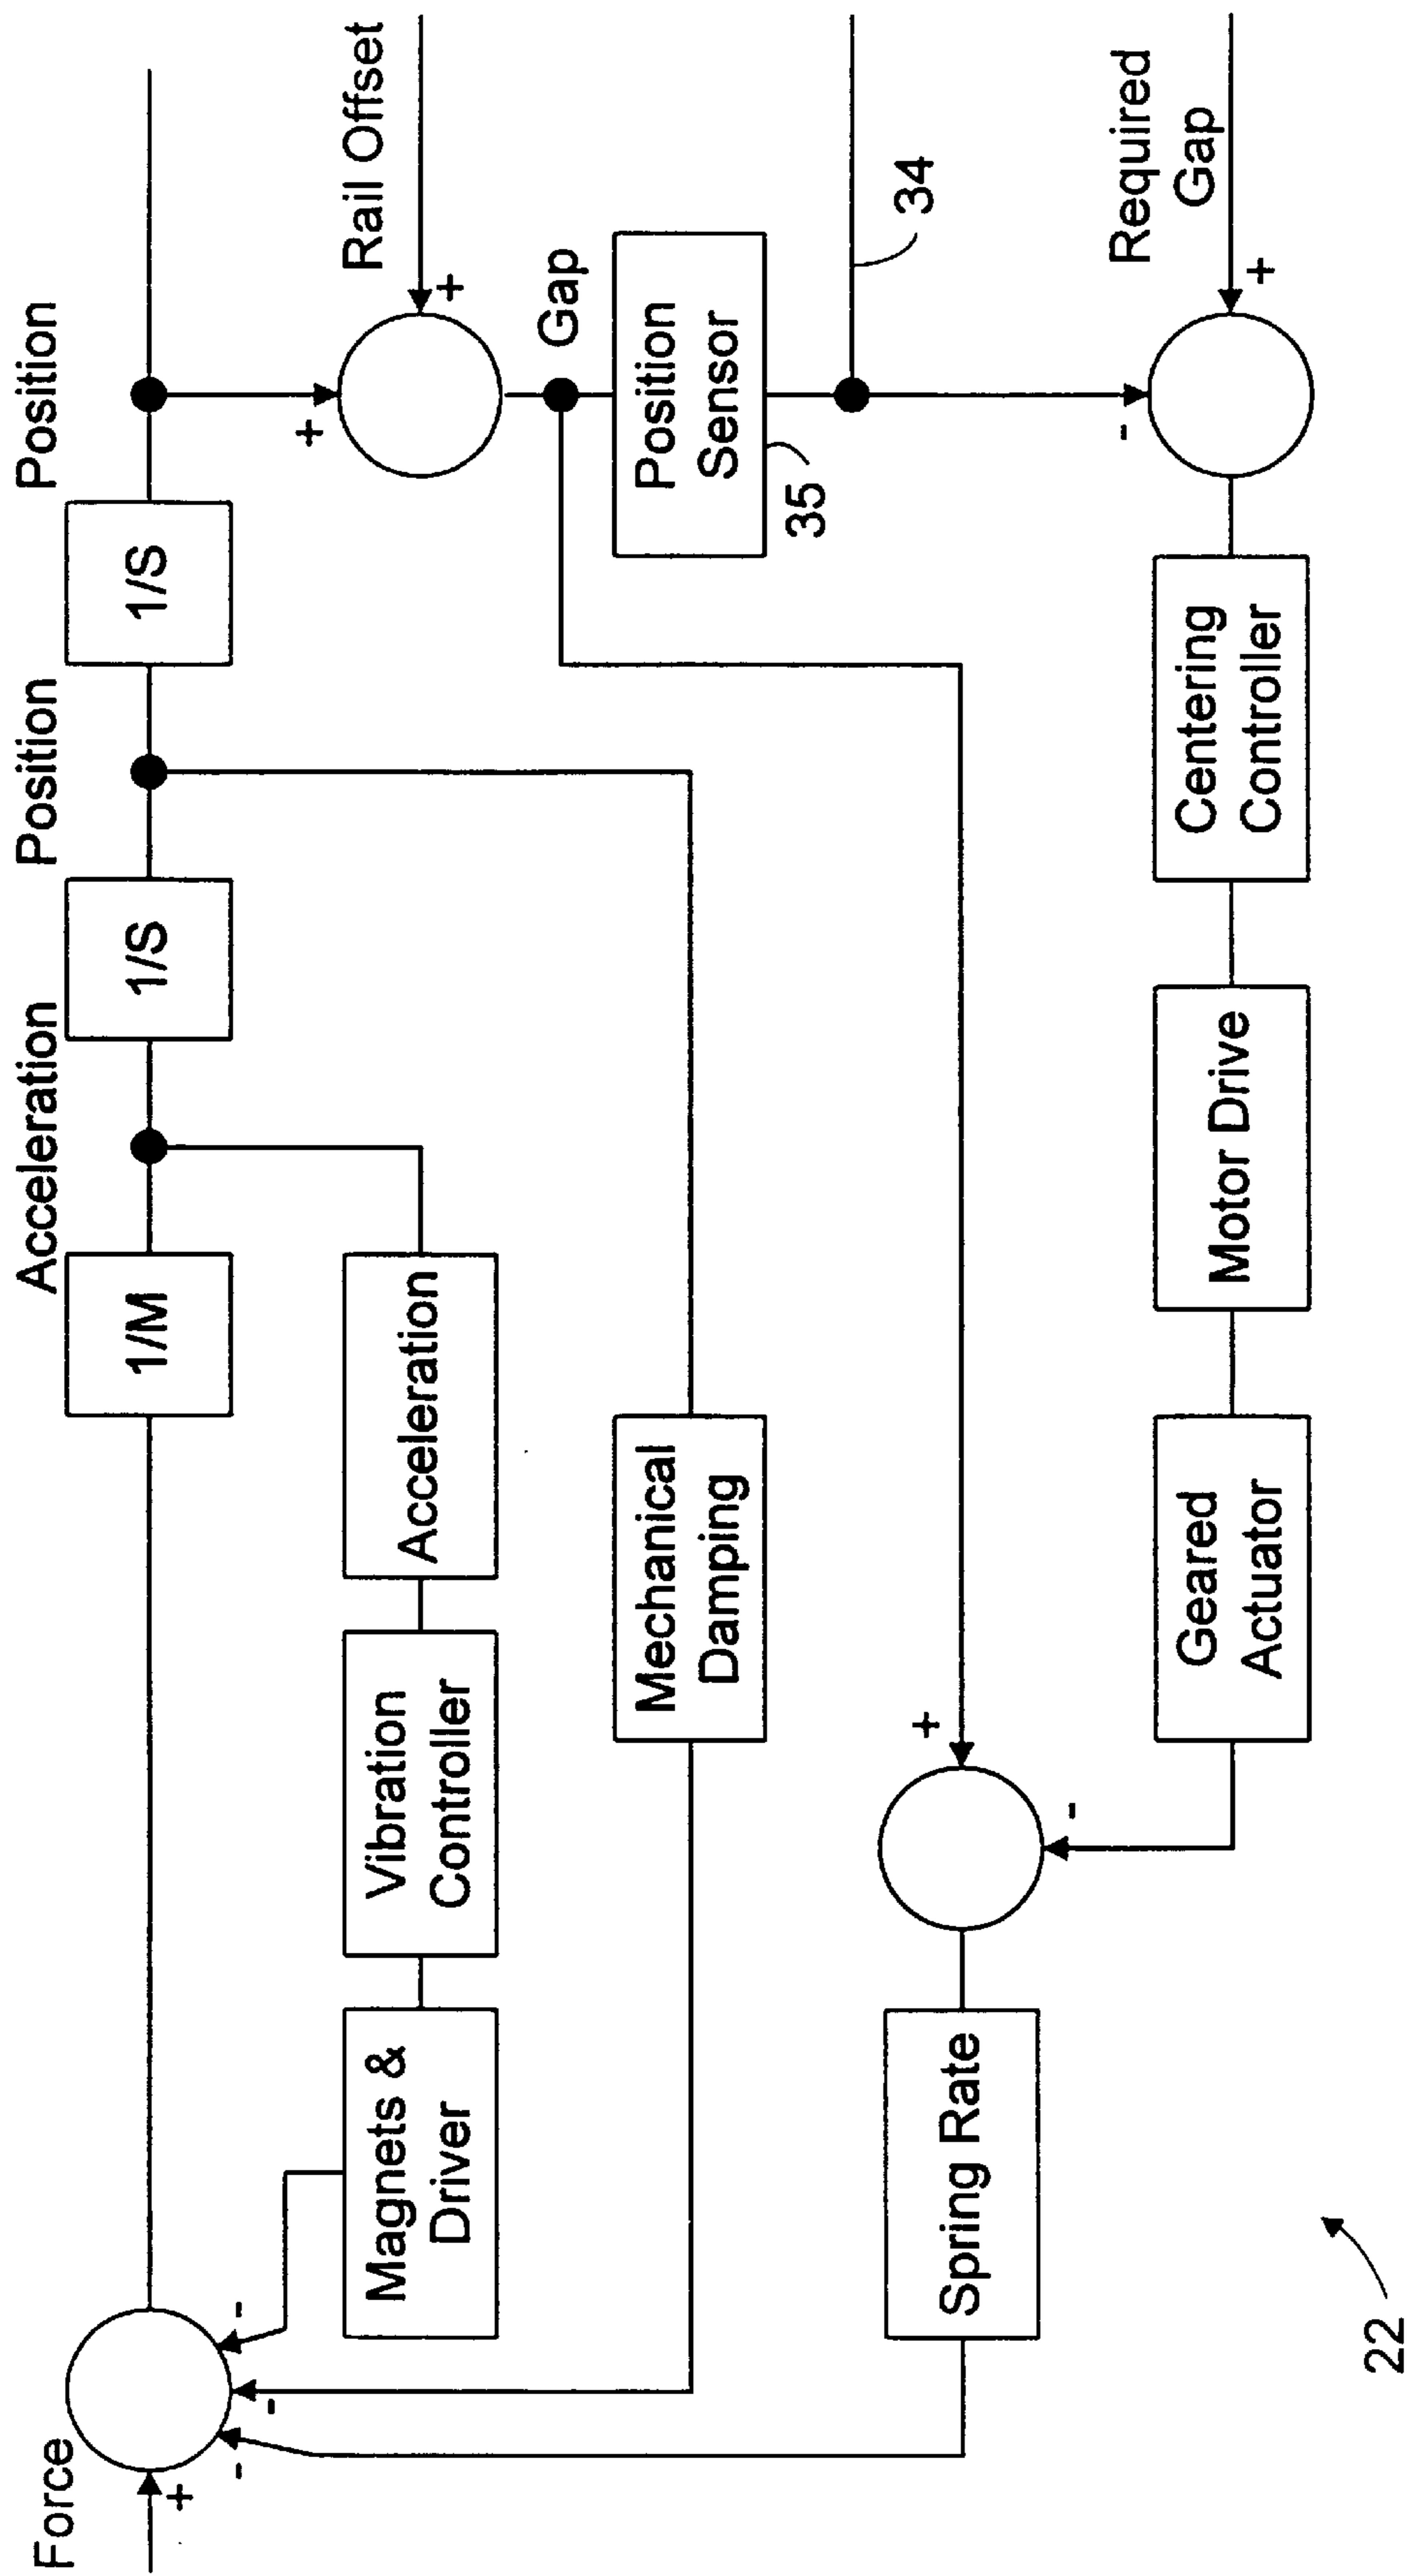 Force
+
-
-
-
1/M
Acceleration
1/S
Position
1/S
Position
+
Rail Offset
+
Gap
Magnets &
Driver
Vibration
Controller
Acceleration
Mechanical
Damping
Position
Sensor
35
34
Spring Rate
+
-
Geared
Actuator
Motor Drive
Centering
Controller
-
Required
Gap
+
22